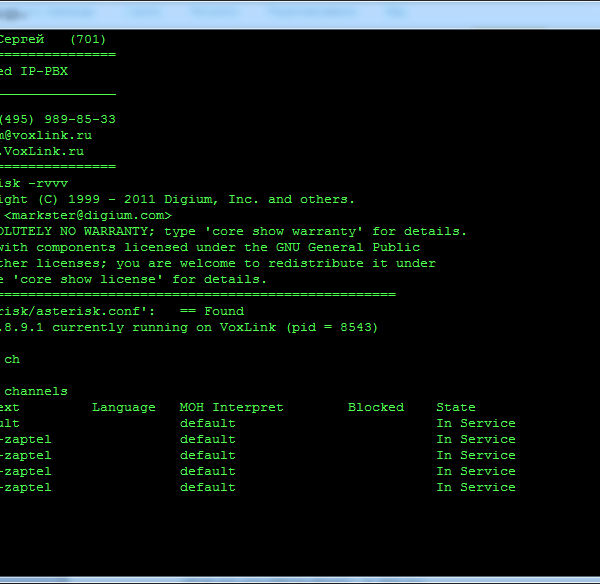 Сергей (701)
===============
ed IP-PBX
_______________
(495) 989-85-33
m@voxlink.ru
.VoxLink.ru
===============
isk -rvvv
ight (C) 1999 - 2011 Digium, Inc. and others.
<markster@digium.com>
OLUTELY NO WARRANTY; type 'core show warranty' for details.
with components licensed under the GNU General Public
ther licenses; you are welcome to redistribute it under
e 'core show license' for details.
==================================================
risk/asterisk.conf': == Found
.8.9.1 currently running on VoxLink (pid = 8543)
ch
channels
ext Language MOH Interpret Blocked State
ult default In Service
-zaptel default In Service
-zaptel default In Service
-zaptel default In Service
-zaptel default In Service